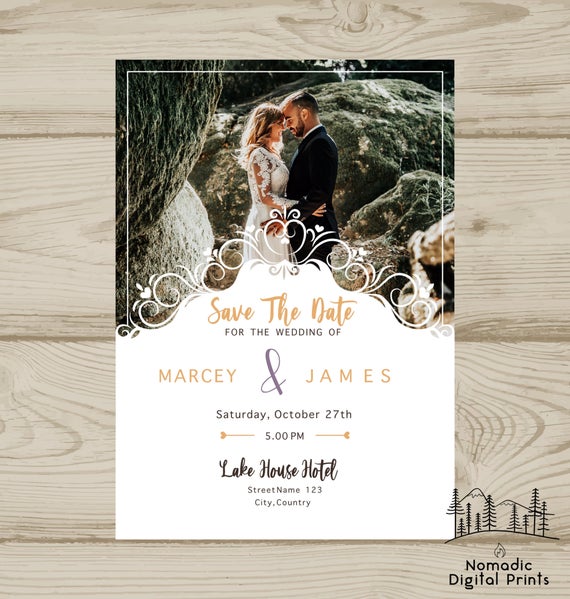 Save The Date
FOR THE WEDDING OF
MARCEY & JAMES
Saturday, October 27th
5.00 PM
Lake House Hotel
StreetName 123
City,Country
Nomadic
Digital Prints